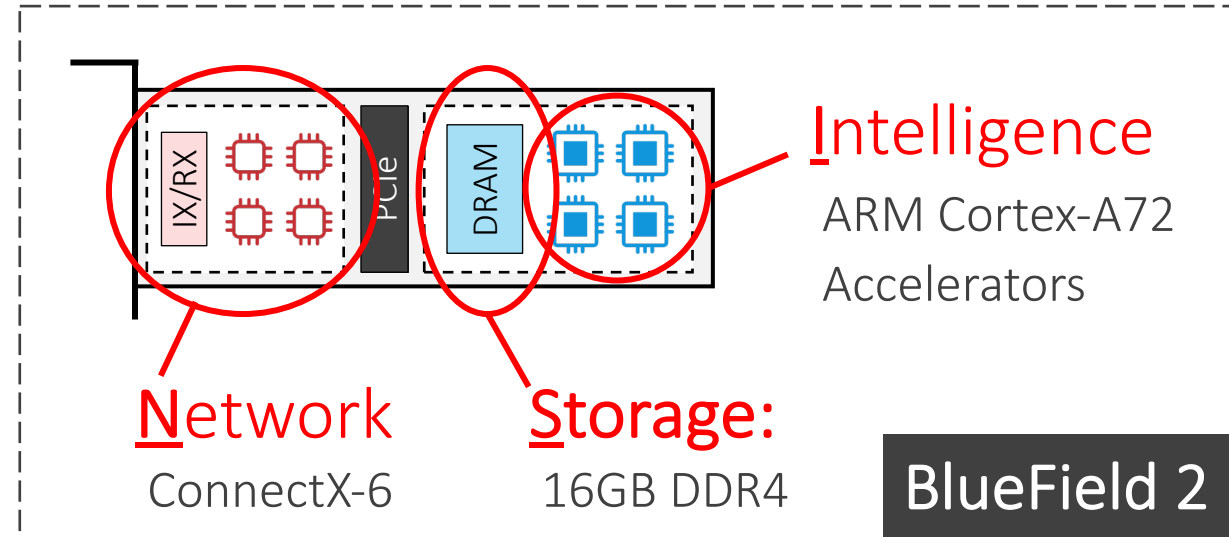 IX/RX
PCIe
DRAM
Intelligence
ARM Cortex-A72
Accelerators
Network
ConnectX-6
Storage:
16GB DDR4
BlueField 2